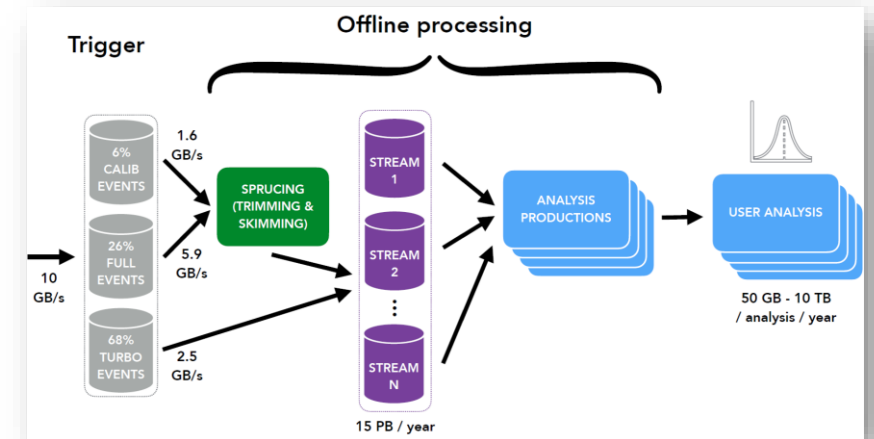 Offline processing
Trigger
10
GB/s
6%
CALIB
EVENTS
26%
FULL
EVENTS
68%
TURBO
EVENTS
1.6
GB/s
5.9
GB/s
2.5
GB/s
SPRUCING
(TRIMMING &
SKIMMING)
STREAM
1
STREAM
2
...
STREAM
N
15 PB / year
ANALYSIS
PRODUCTIONS
USER ANALYSIS
50 GB - 10 TB
/ analysis / year